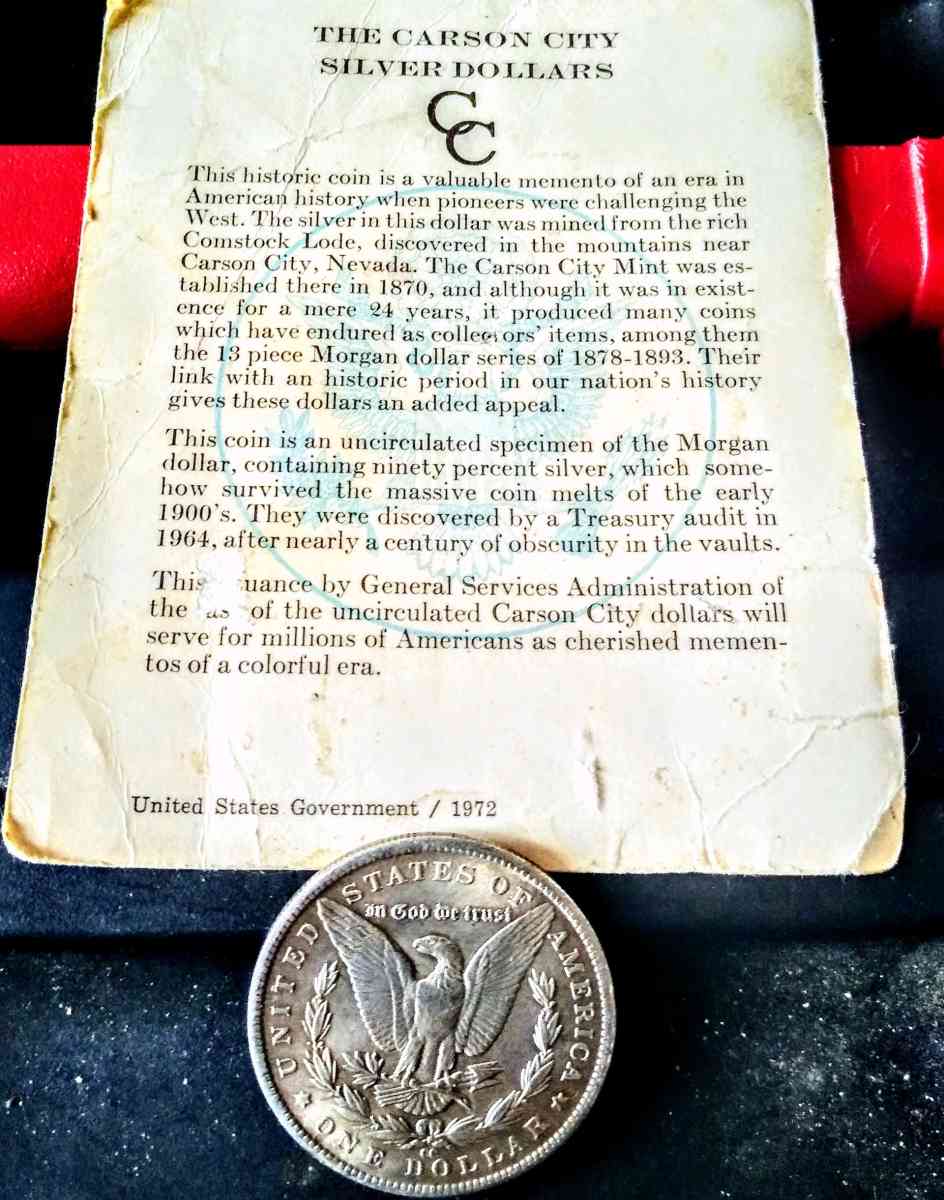 THE CARSON CITY
SILVER DOLLARS
CC
This historic coin is a valuable memento of an era in
American history when pioneers were challenging the
West. The silver in this dollar was mined from the rich
Comstock Lode, discovered in the mountains near
Carson City, Nevada. The Carson City Mint was es-
tablished there in 1870, and although it was in exist-
ence for a mere 24 years, it produced many coins
which have endured as collectors' items, among them
the 13 piece Morgan dollar series of 1878-1893. Their
link with an historic period in our nation's history
gives these dollars an added appeal.
This coin is an uncirculated specimen of the Morgan
dollar, containing ninety percent silver, which some-
how survived the massive coin melts of the early
1900's. They were discovered by a Treasury audit in
1964, after nearly a century of obscurity in the vaults.
This uance by General Services Administration of
the as of the uncirculated Carson City dollars will
serve for millions of Americans as cherished memen-
tos of a colorful era.
United States Government / 1972
UNITED STATES OF AMERICA
In God we trust
CC
ONE DOLLAR